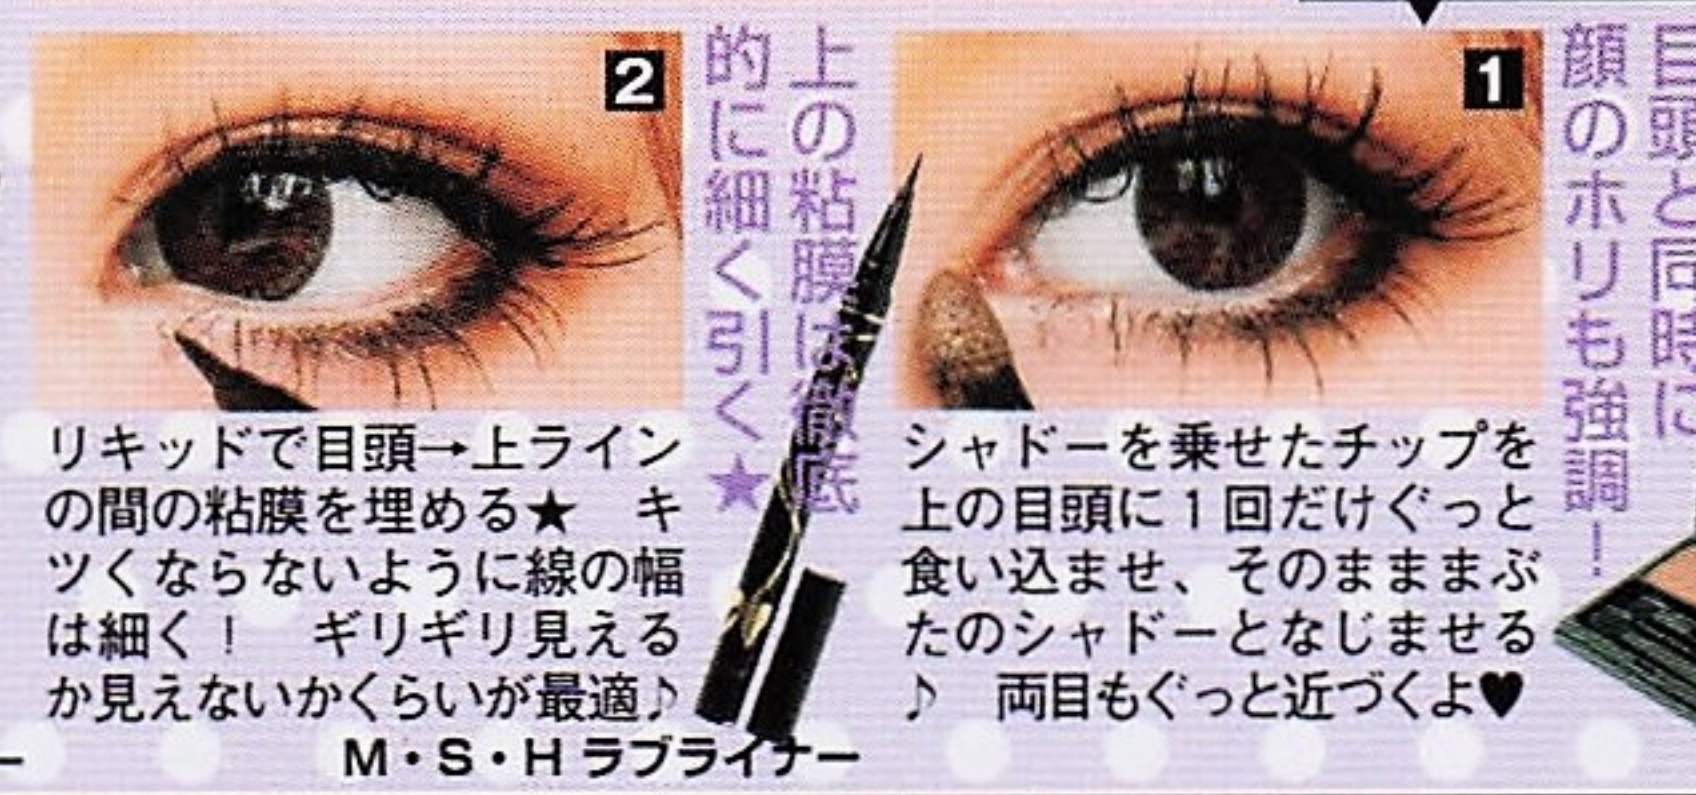 目頭と同時に
顔のホリも強調！
1
シャドーを乗せたチップを
上の目頭に1回だけぐっと
食い込ませ、そのまままぶ
たのシャドーとなじませる
♪　両目もぐっと近づくよ♥
上の粘膜は徹底
的に細く引く★
2
リキッドで目頭→上ライン
の間の粘膜を埋める★　キ
ツくならないように線の幅
は細く！　ギリギリ見える
か見えないかくらいが最適♪
M・S・H ラブライナー